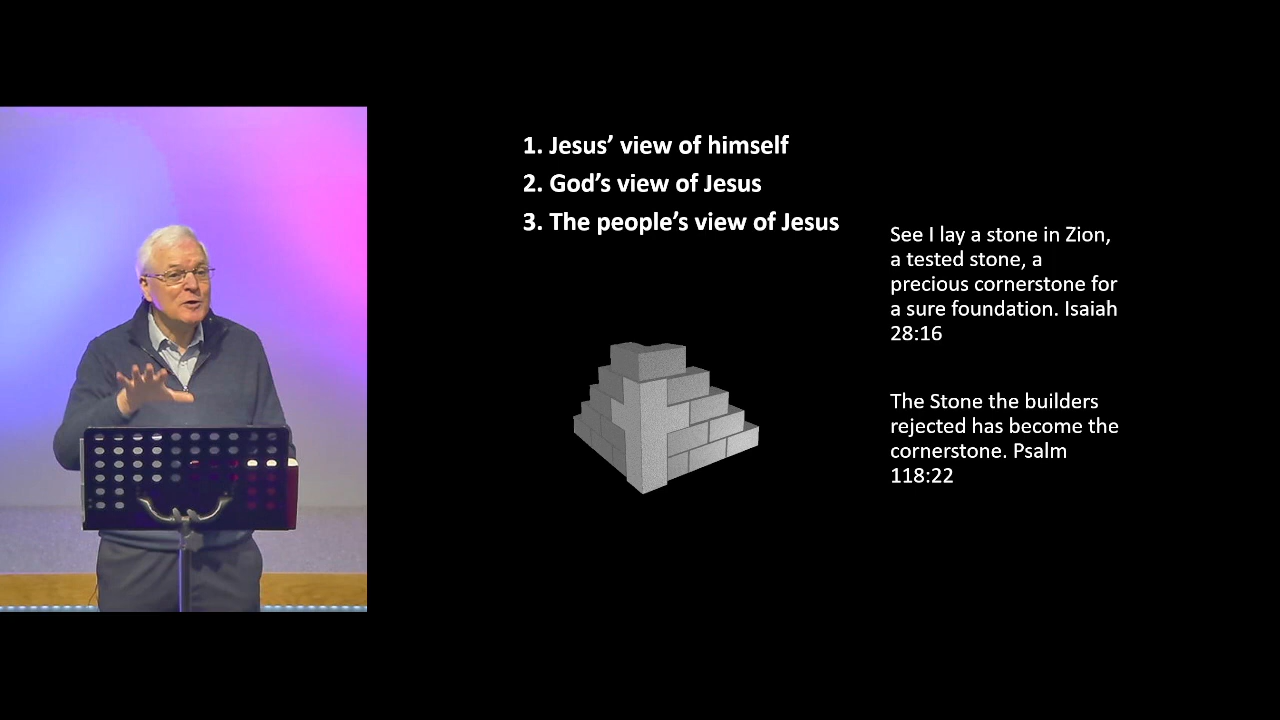 1. Jesus’ view of himself
2. God’s view of Jesus
3. The people’s view of Jesus
See I lay a stone in Zion,
a tested stone, a
precious cornerstone for
a sure foundation. Isaiah
28:16
The Stone the builders
rejected has become the
cornerstone. Psalm
118:22